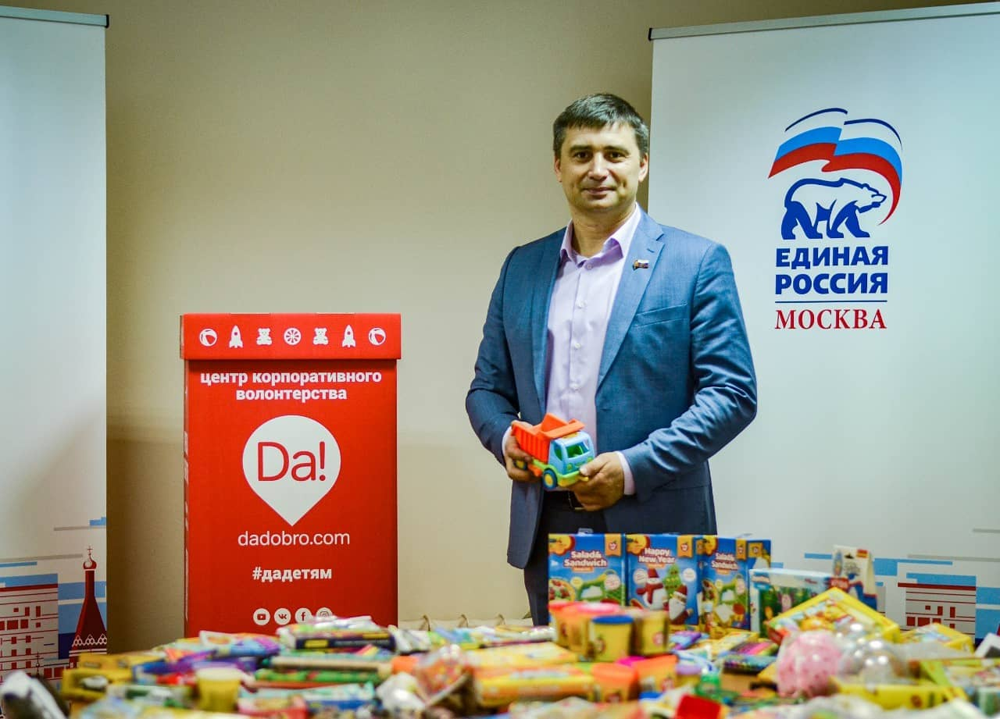 центр корпоративного
волонтерства
Da!
dadobro.com
#дадетям
ЕДИНАЯ
РОССИЯ
МОСКВА
Salad&
Sandwich
Happy
New Year
Salad&
Sandwich